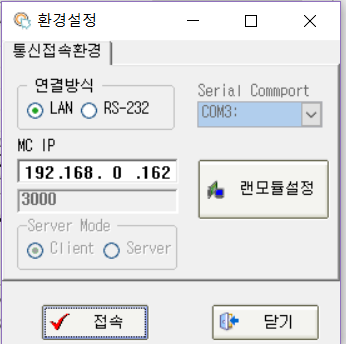 환경설정
통신접속환경
연결방식
LAN RS-232
Serial Commport
COM3:
MC IP
192.168. 0 .162
3000
랜모듈설정
Server Mode
Client Server
접속
닫기